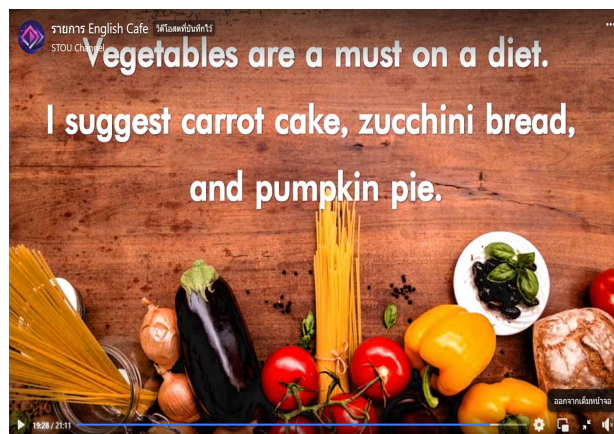 รายการ English Cafe วิดีโอสดที่บันทึกไว้
STOU Channel
Vegetables are a must on a diet.
I suggest carrot cake, zucchini bread,
and pumpkin pie.
ออกจากเต็มหน้าจอ
19:28 / 21:11